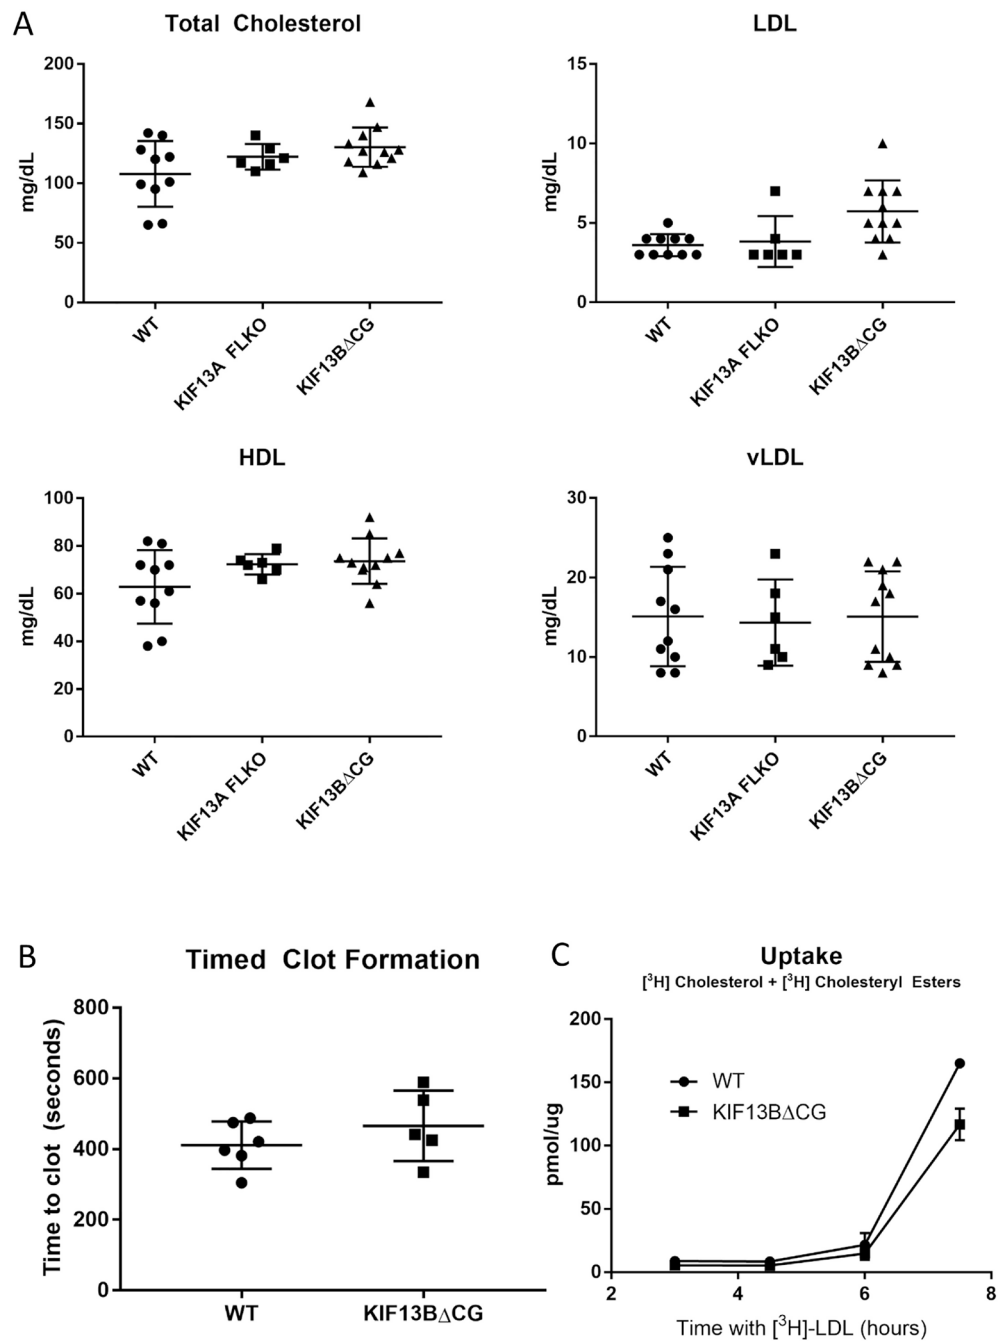 A
Total Cholesterol
LDL
200
150
100
50
0
mg/dL
WT
KIF13A FLKO
KIF13BΔCG
15
10
5
0
mg/dL
WT
KIF13A FLKO
KIF13BΔCG
HDL
vLDL
100
80
60
40
20
0
mg/dL
WT
KIF13A FLKO
KIF13BΔCG
30
20
10
0
mg/dL
WT
KIF13A FLKO
KIF13BΔCG
B
Timed Clot Formation
800
600
400
200
0
Time to clot (seconds)
WT
KIF13BΔCG
C
Uptake
[³H] Cholesterol + [³H] Cholesteryl Esters
200
150
100
50
0
pmol/ug
WT
KIF13BΔCG
2
4
6
8
Time with [³H]-LDL (hours)